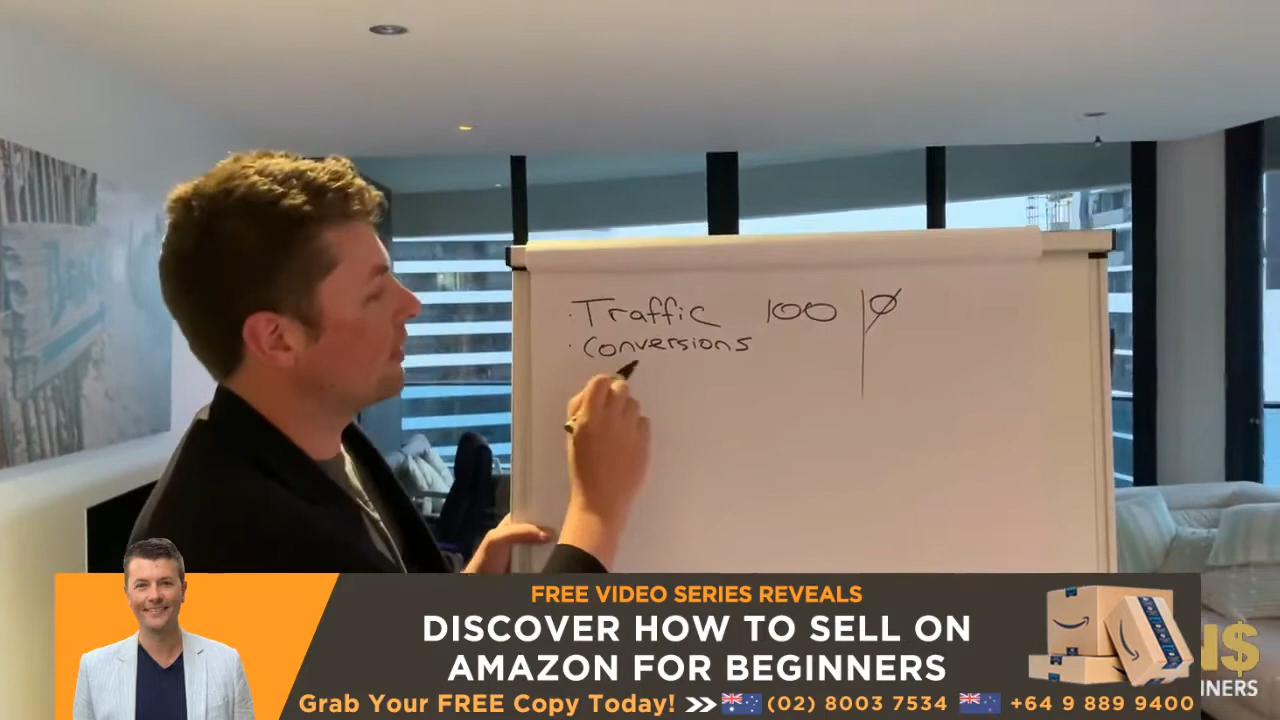 · Traffic 100 | Ø
· Conversions
FREE VIDEO SERIES REVEALS
DISCOVER HOW TO SELL ON
AMAZON FOR BEGINNERS
Grab Your FREE Copy Today! >> (02) 8003 7534 +64 9 889 9400
N$
INNERS